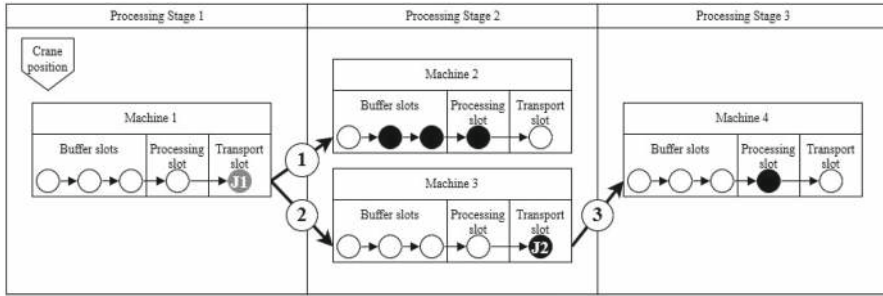 Processing Stage 1
Processing Stage 2
Processing Stage 3
Crane
position
Machine 1
Buffer slots
Processing
slot
Transport
slot
J1
1
2
Machine 2
Buffer slots
Processing
slot
Transport
slot
Machine 3
Buffer slots
Processing
slot
Transport
slot
J2
3
Machine 4
Buffer slots
Processing
slot
Transport
slot